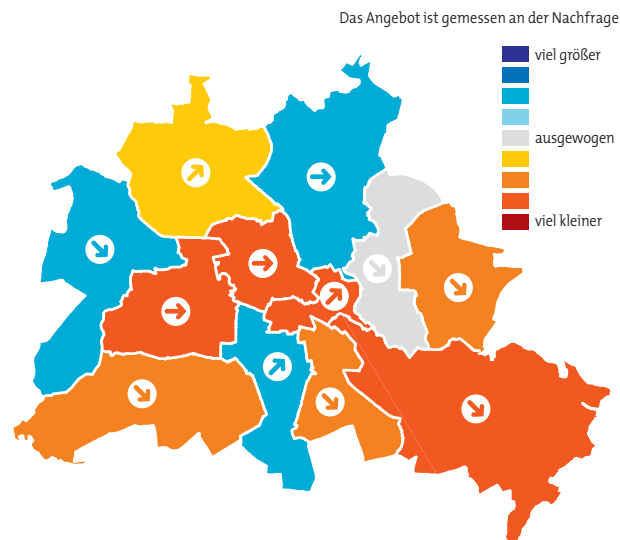 Das Angebot ist gemessen an der Nachfrage
viel größer
ausgewogen
viel kleiner